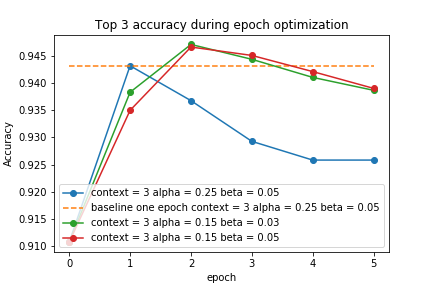 Top 3 accuracy during epoch optimization
Accuracy
0.945
0.940
0.935
0.930
0.925
0.920
0.915
0.910
context = 3 alpha = 0.25 beta = 0.05
baseline one epoch context = 3 alpha = 0.25 beta = 0.05
context = 3 alpha = 0.15 beta = 0.03
context = 3 alpha = 0.15 beta = 0.05
0 1 2 3 4 5
epoch